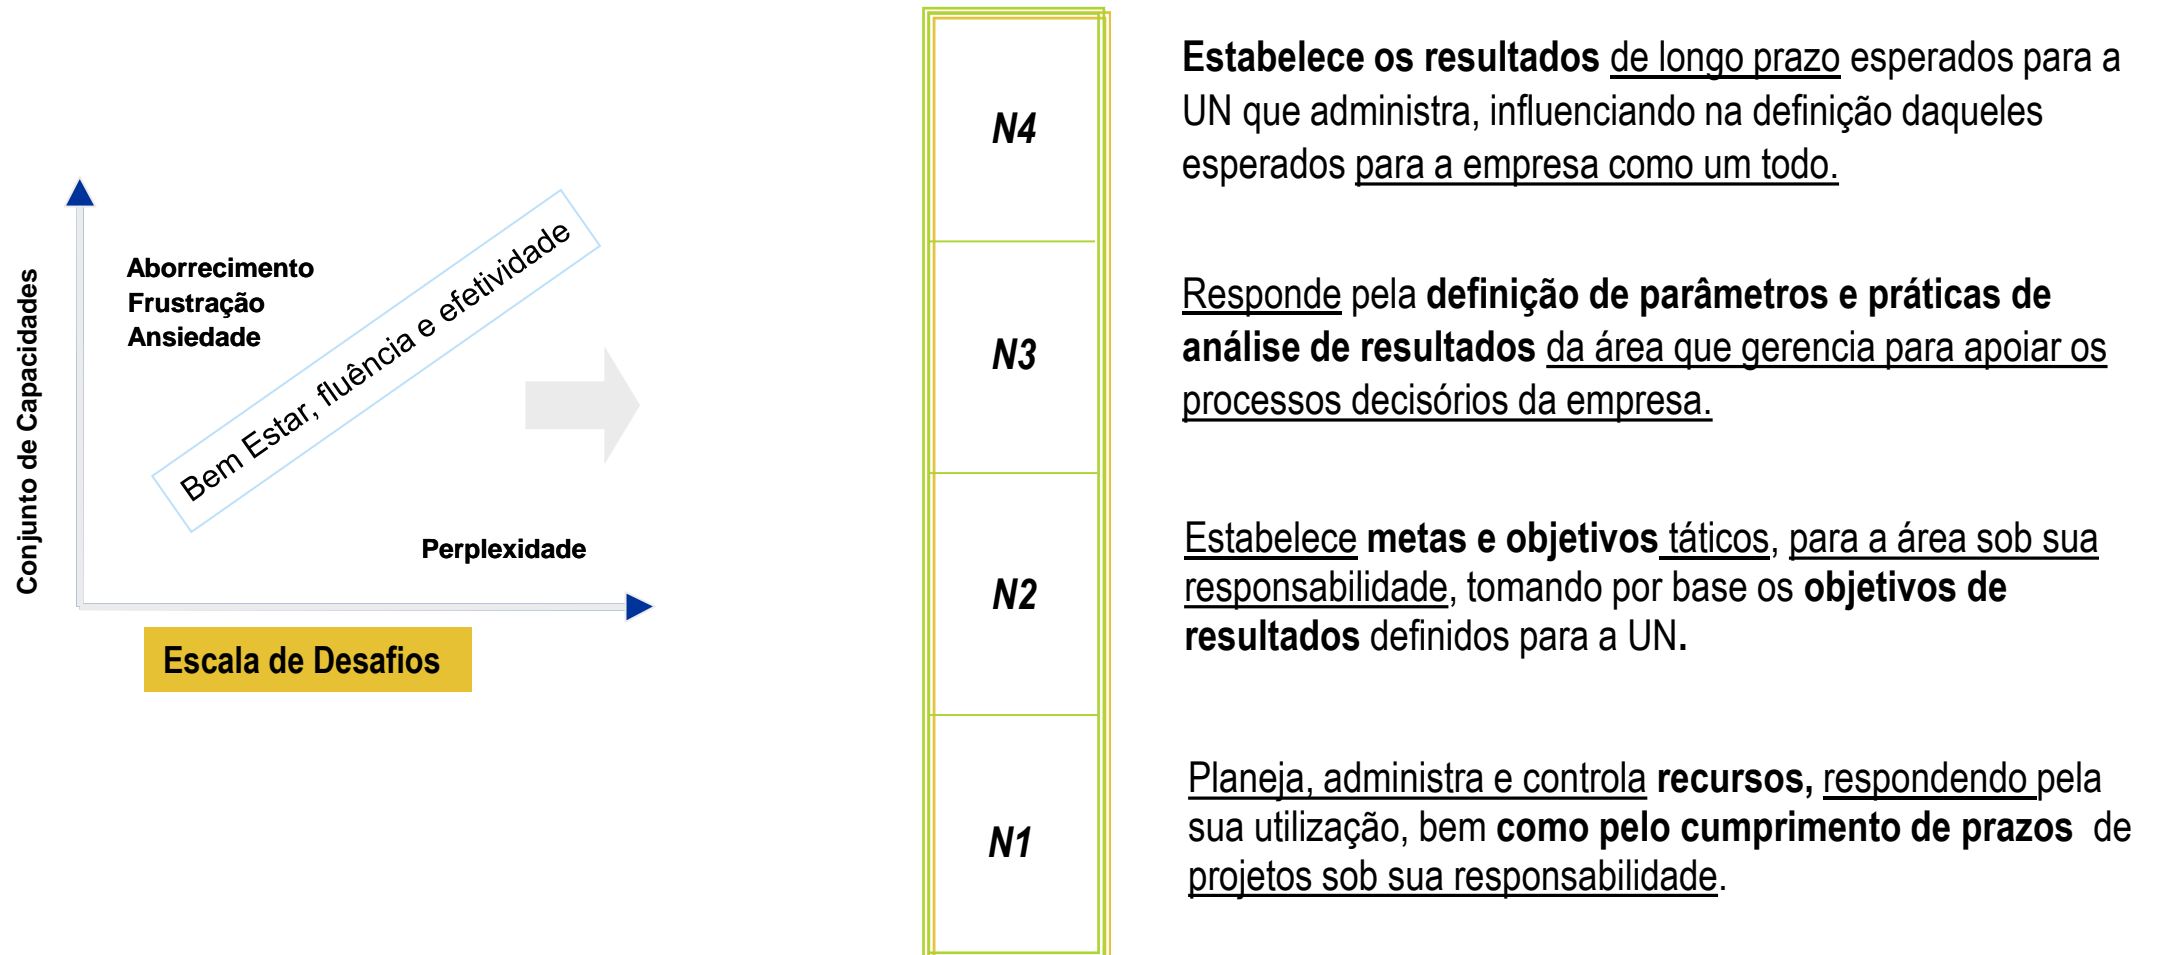 Conjunto de Capacidades
Aborrecimento
Frustração
Ansiedade
Bem Estar, fluência e efetividade
Perplexidade
Escala de Desafios
N4
Estabelece os resultados de longo prazo esperados para a
UN que administra, influenciando na definição daqueles
esperados para a empresa como um todo.
N3
Responde pela definição de parâmetros e práticas de
análise de resultados da área que gerencia para apoiar os
processos decisórios da empresa.
N2
Estabelece metas e objetivos táticos, para a área sob sua
responsabilidade, tomando por base os objetivos de
resultados definidos para a UN.
N1
Planeja, administra e controla recursos, respondendo pela
sua utilização, bem como pelo cumprimento de prazos de
projetos sob sua responsabilidade.